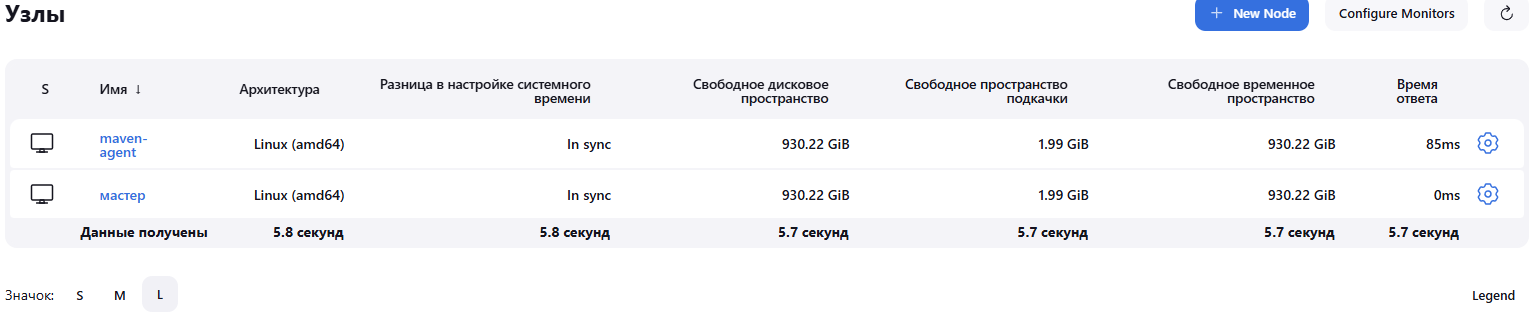 Узлы
+ New Node
Configure Monitors
S
Имя ↓
Архитектура
Разница в настройке системного
времени
Свободное дисковое
пространство
Свободное пространство
подкачки
Свободное временное
пространство
Время
ответа
maven-
agent
Linux (amd64)
In sync
930.22 GiB
1.99 GiB
930.22 GiB
85ms
мастер
Linux (amd64)
In sync
930.22 GiB
1.99 GiB
930.22 GiB
0ms
Данные получены
5.8 секунд
5.8 секунд
5.7 секунд
5.7 секунд
5.7 секунд
5.7 секунд
Значок: S M L
Legend